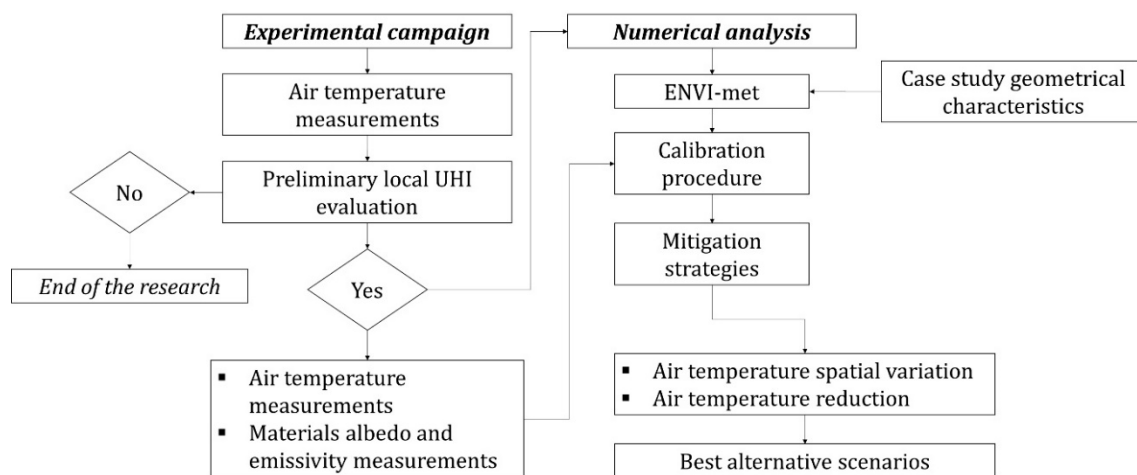 Experimental campaign
Air temperature
measurements
Preliminary local UHI
evaluation
No
End of the research
Yes
▪ Air temperature
measurements
▪ Materials albedo and
emissivity measurements
Numerical analysis
ENVI-met
Case study geometrical
characteristics
Calibration
procedure
Mitigation
strategies
▪ Air temperature spatial variation
▪ Air temperature reduction
Best alternative scenarios